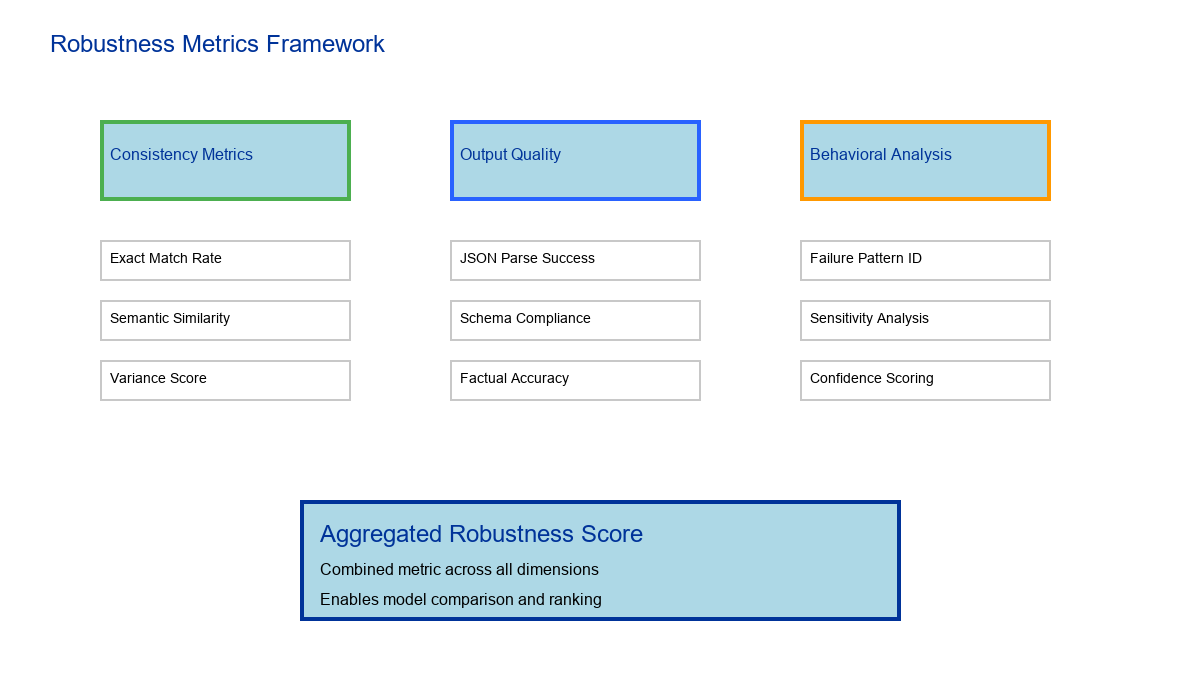 Robustness Metrics Framework
Consistency Metrics
Exact Match Rate
Semantic Similarity
Variance Score
Output Quality
JSON Parse Success
Schema Compliance
Factual Accuracy
Behavioral Analysis
Failure Pattern ID
Sensitivity Analysis
Confidence Scoring
Aggregated Robustness Score
Combined metric across all dimensions
Enables model comparison and ranking